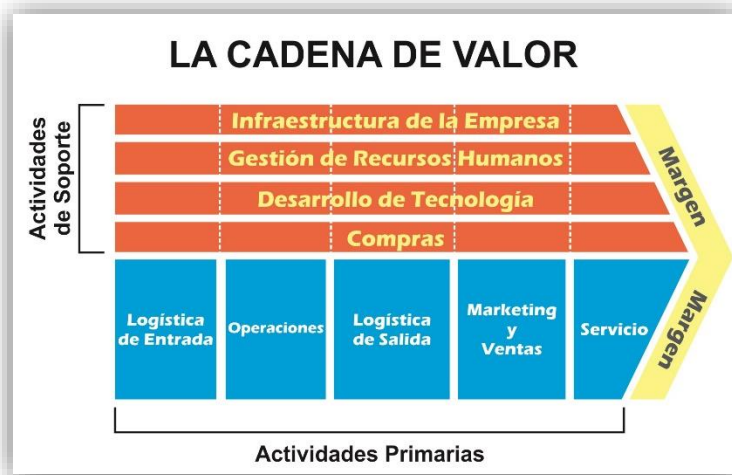 LA CADENA DE VALOR
Actividades
de Soporte
Infraestructura de la Empresa
Gestión de Recursos Humanos
Desarrollo de Tecnología
Compras
Margen
Logística
de Entrada
Operaciones
Logística
de Salida
Marketing
y
Ventas
Servicio
Margen
Actividades Primarias